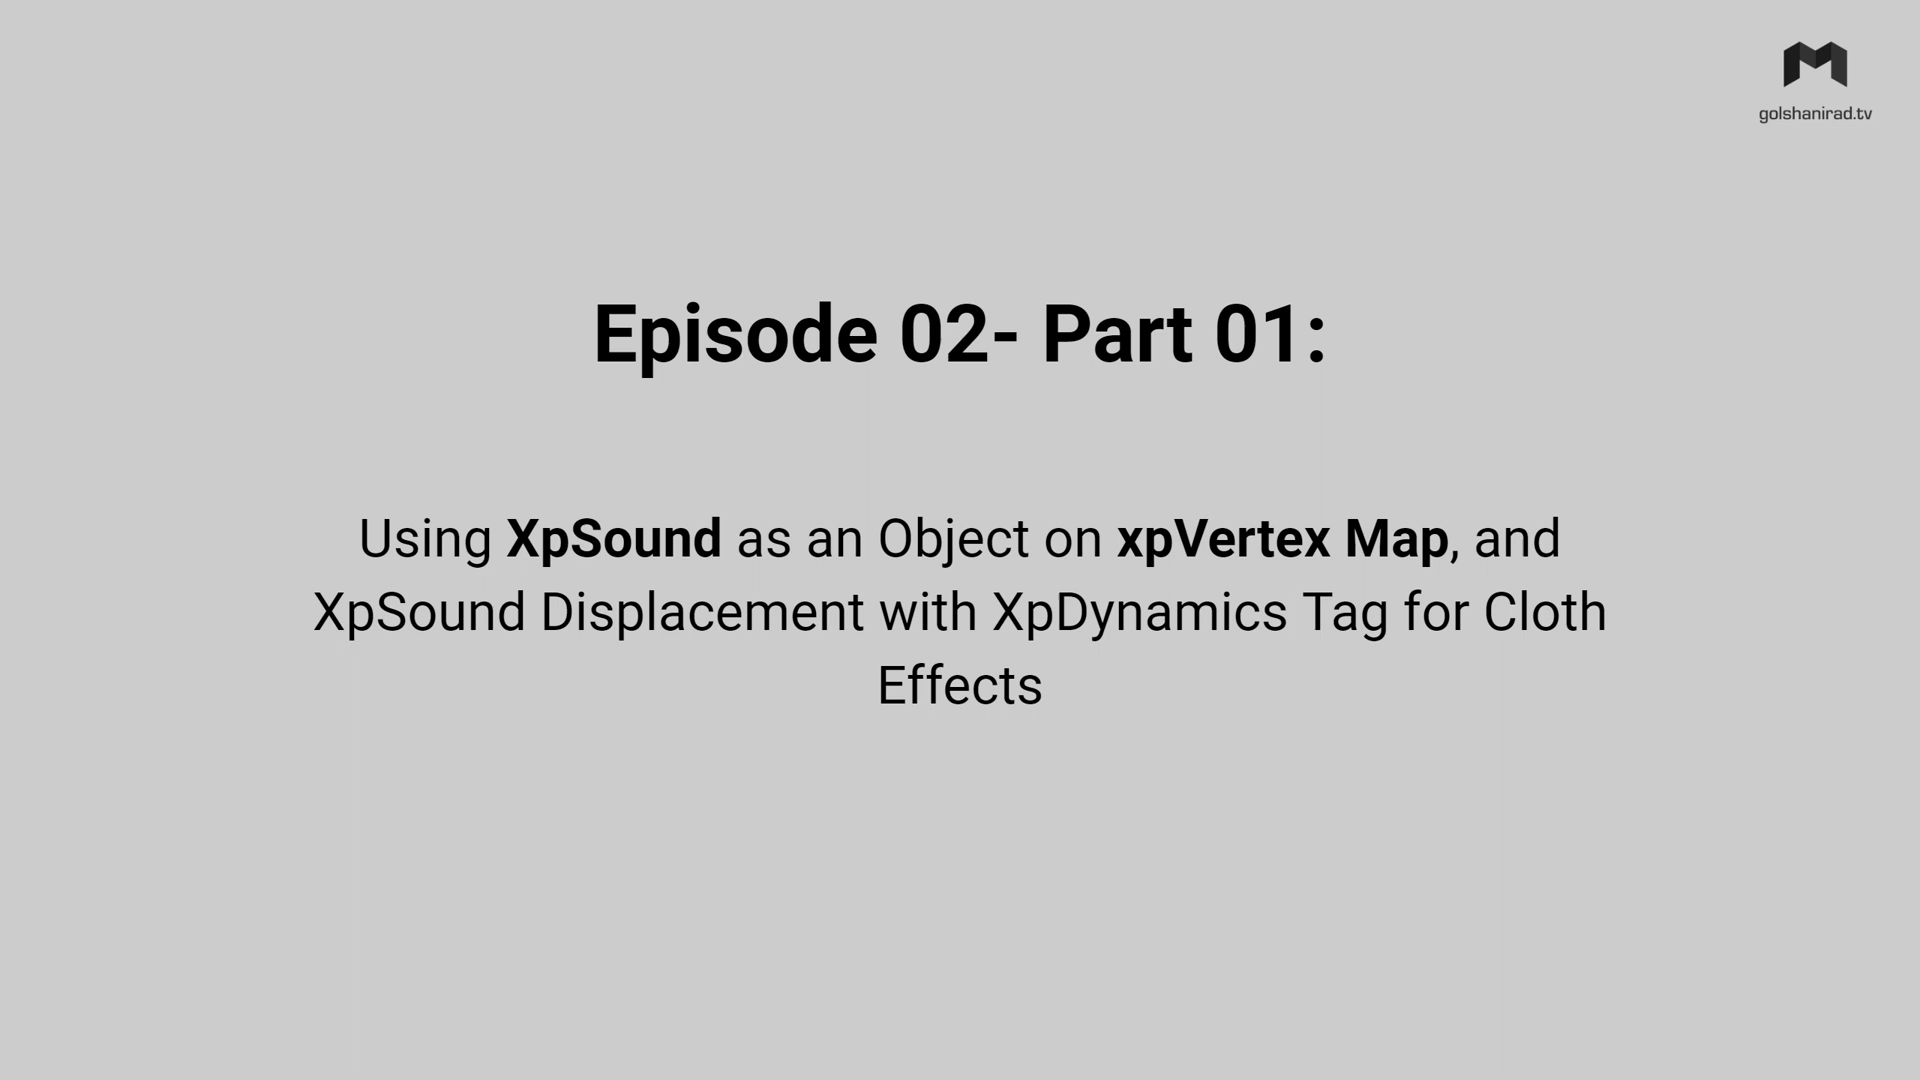 golshanirad.tv
Episode 02- Part 01:
Using XpSound as an Object on xpVertex Map, and
XpSound Displacement with XpDynamics Tag for Cloth
Effects